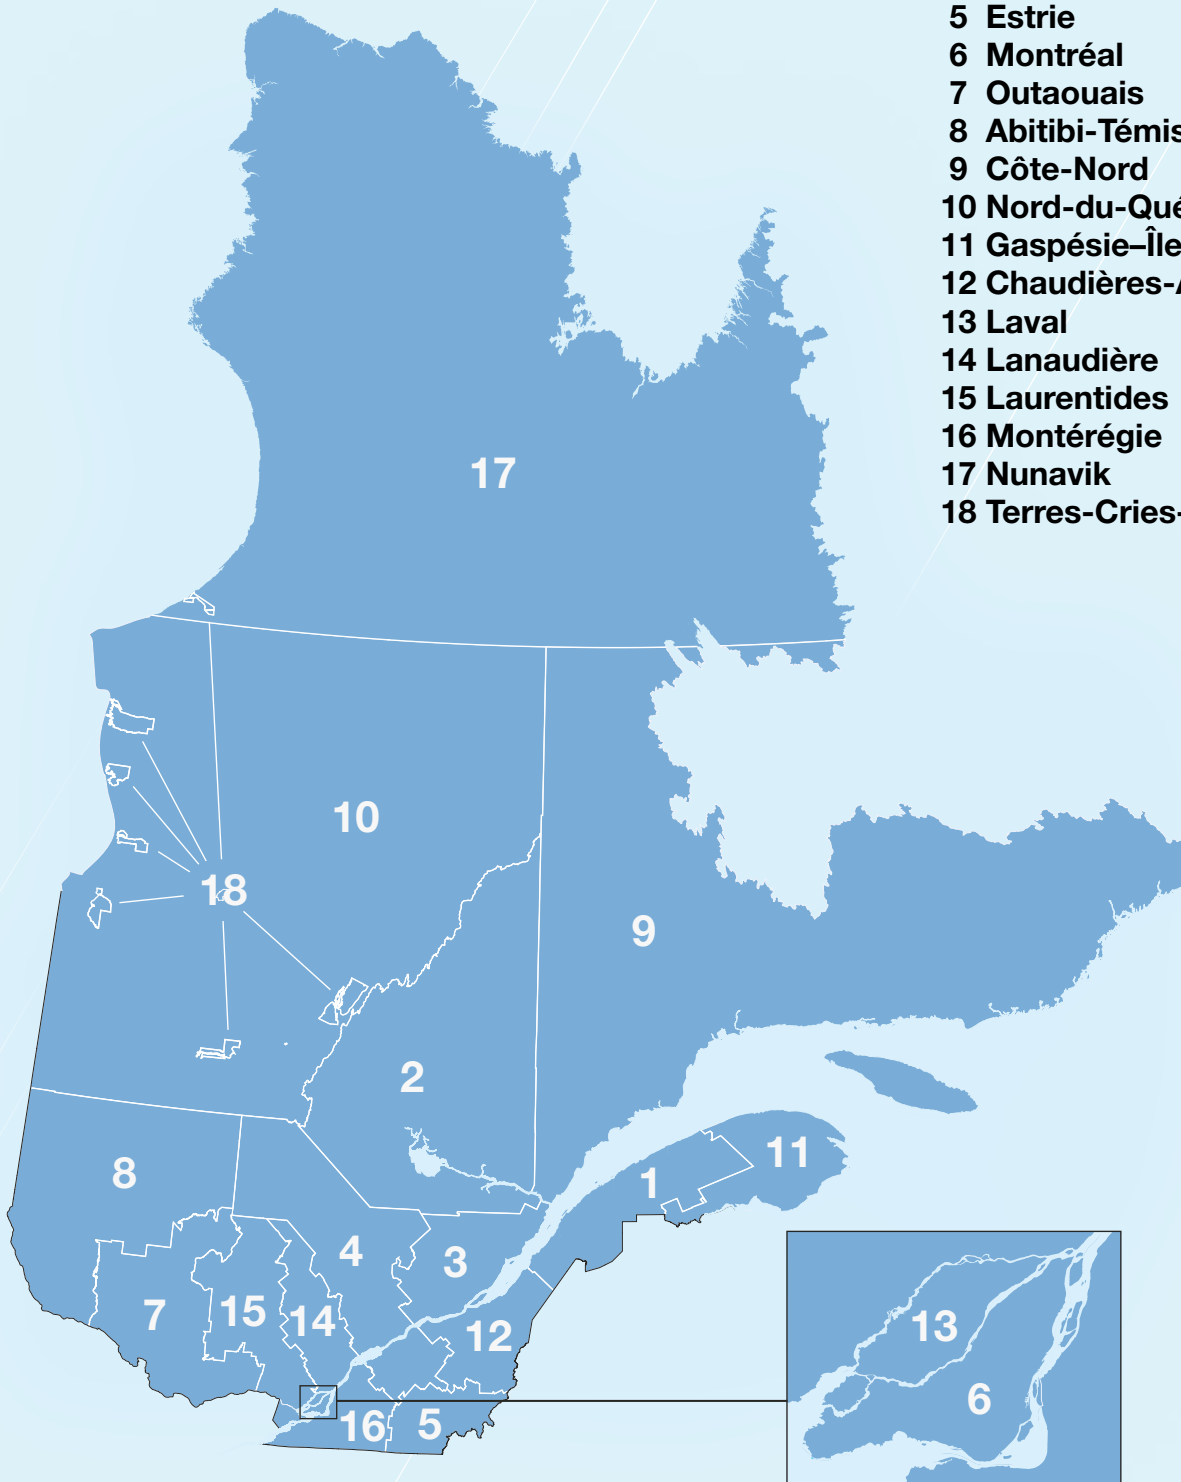 5 Estrie
6 Montréal
7 Outaouais
8 Abitibi-Témis
9 Côte-Nord
10 Nord-du-Qué
11 Gaspésie–Île
12 Chaudières-A
13 Laval
14 Lanaudière
15 Laurentides
16 Montérégie
17 Nunavik
18 Terres-Cries-
17
10
18
9
2
11
8
1
4
3
7
15
14
12
16
5
13
6